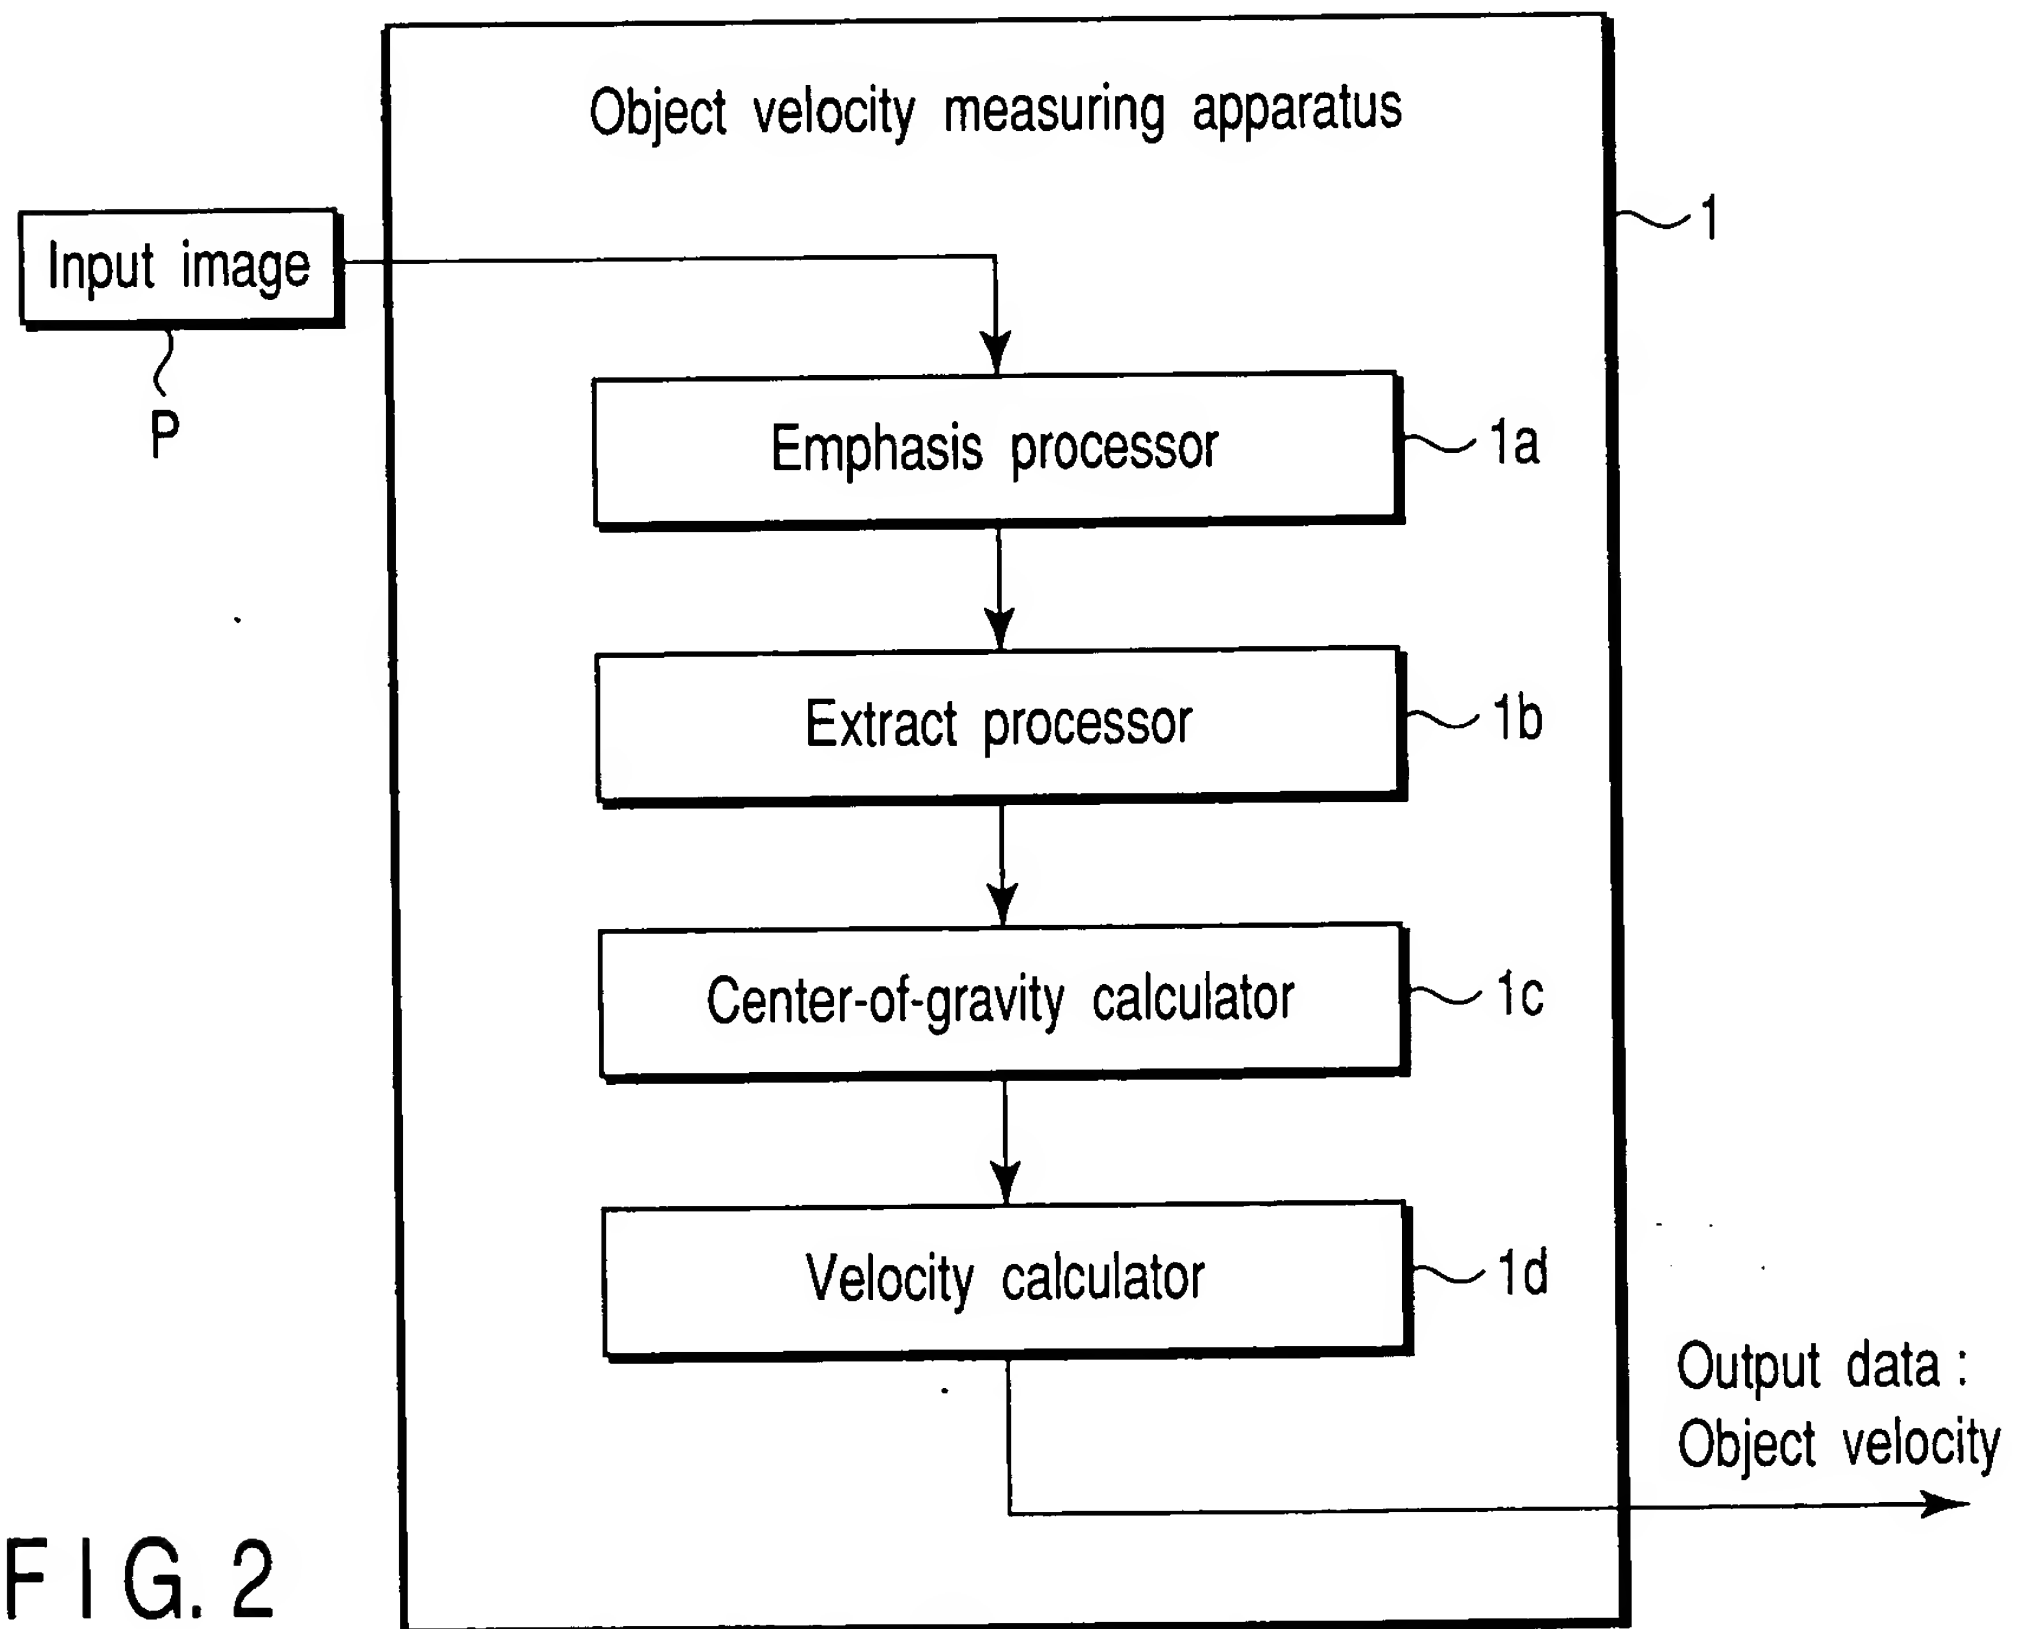 Object velocity measuring apparatus
1
Input image
P
Emphasis processor
1a
Extract processor
1b
Center-of-gravity calculator
1c
Velocity calculator
1d
Output data :
Object velocity
FIG. 2